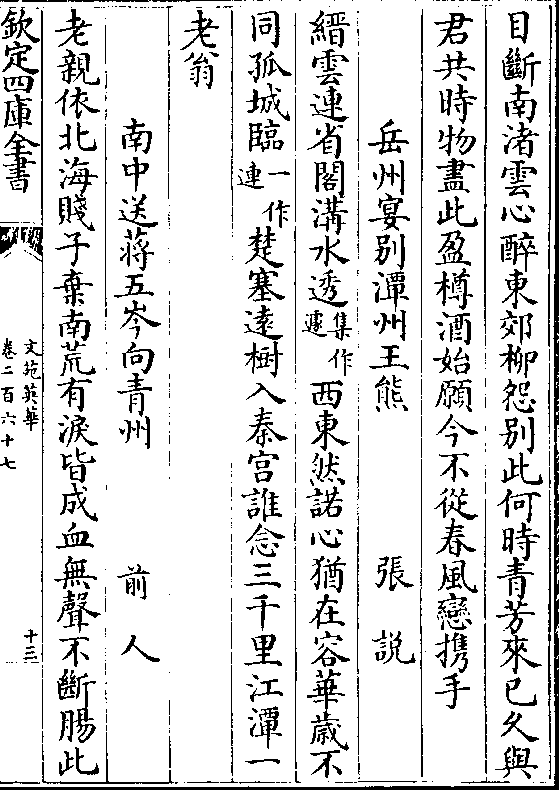 目斷南渚雲心醉東郊柳怨别此何時青芳來已久與
君共時物盡此盈樽酒始願今不從春風戀攜手
岳州宴别潭州王熊 張説
縉雲連省閣溝水透集作遽西東然諾心猶在容華歳不
同孤城臨一作連楚塞逺樹入秦宫誰念三千里江潭一
老翁
南中送蔣五岑向青州 前人
老親依北海賤子棄南荒有淚皆成血無聲不斷腸此
欽定四庫全書
文苑英華
卷二百六十七
十三